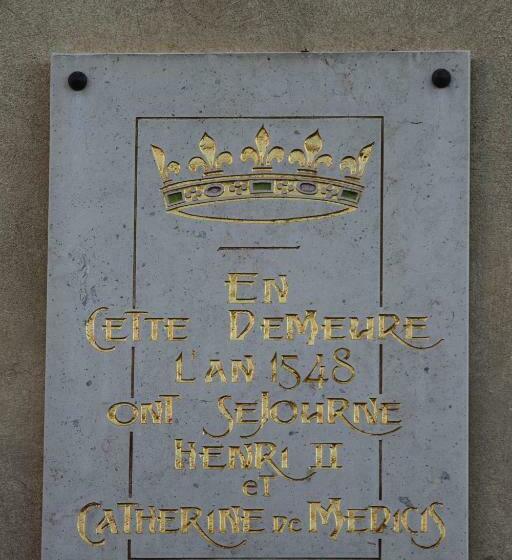 En
Cette Demeure
L'an 1548
ont sejourne
Henri II
et
Catherine de Medicis